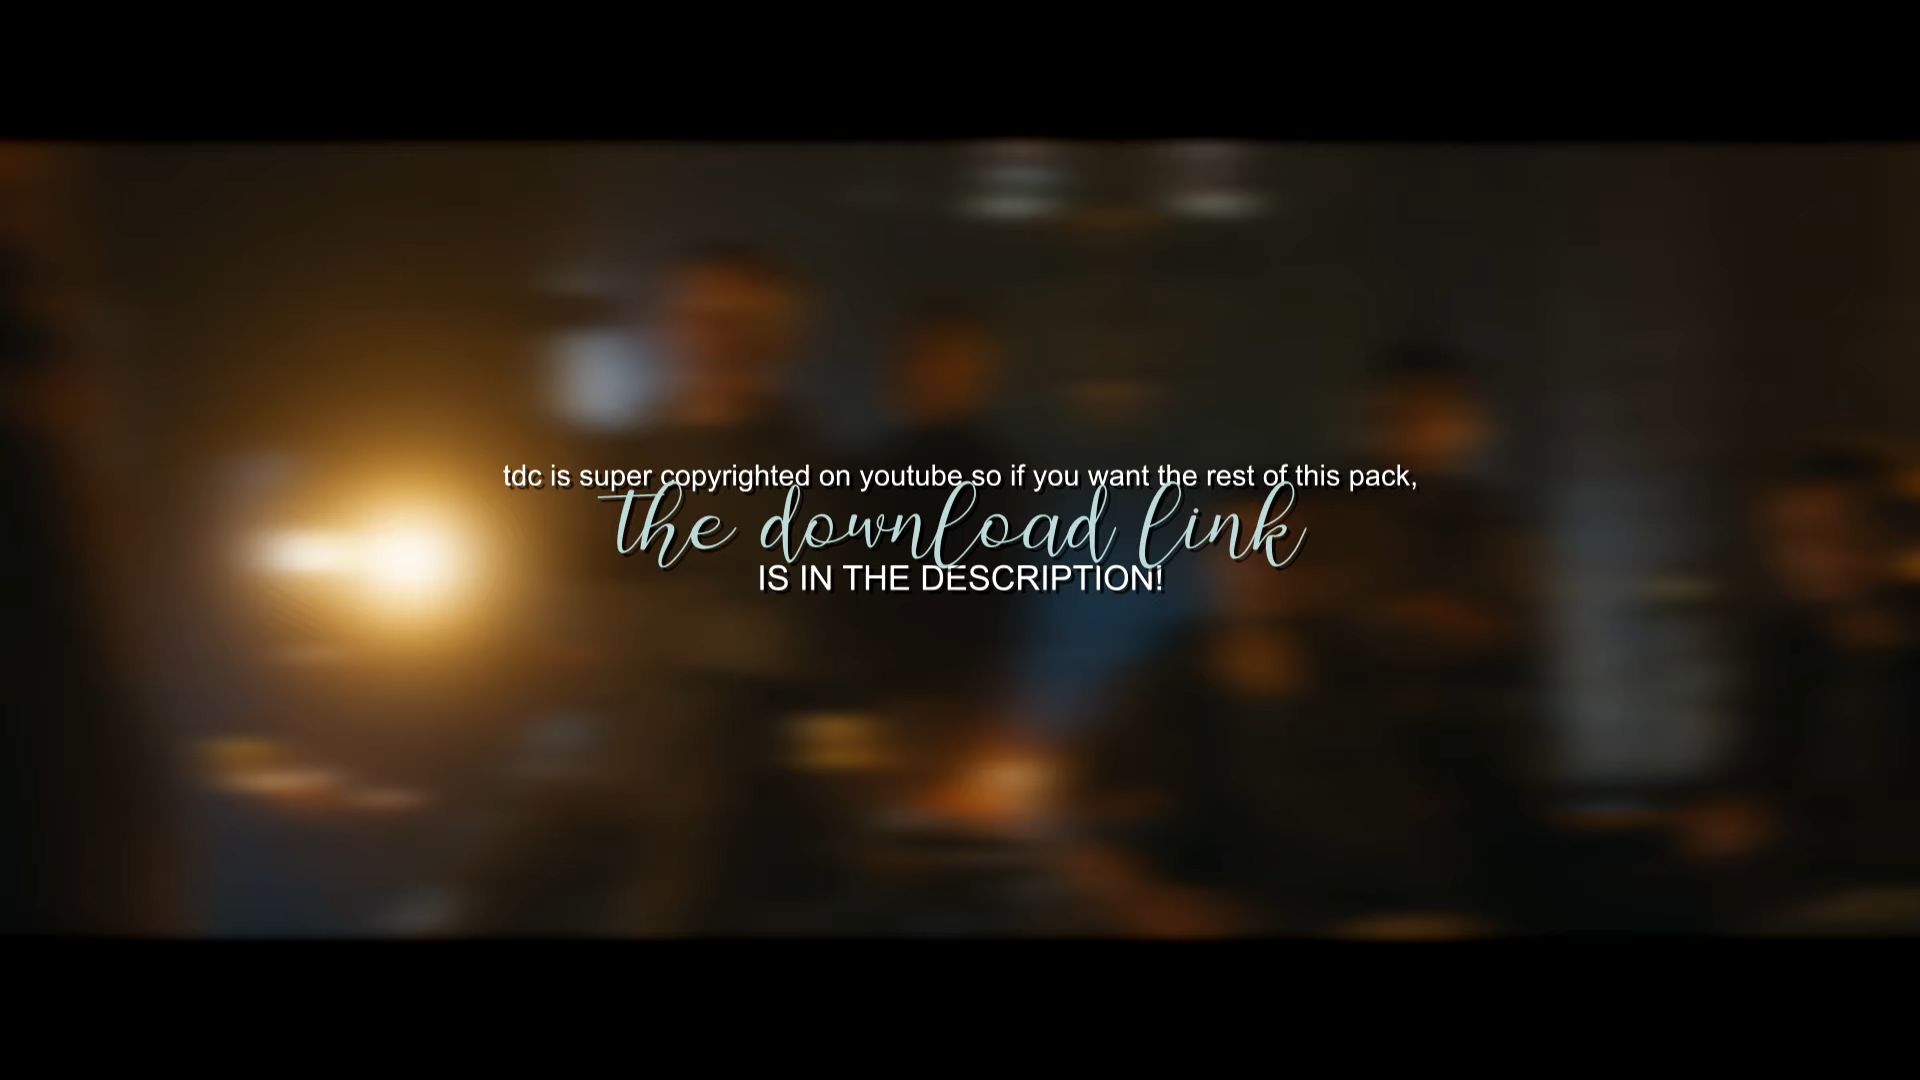 tdc is super copyrighted on youtube so if you want the rest of this pack,
the download link
IS IN THE DESCRIPTION!